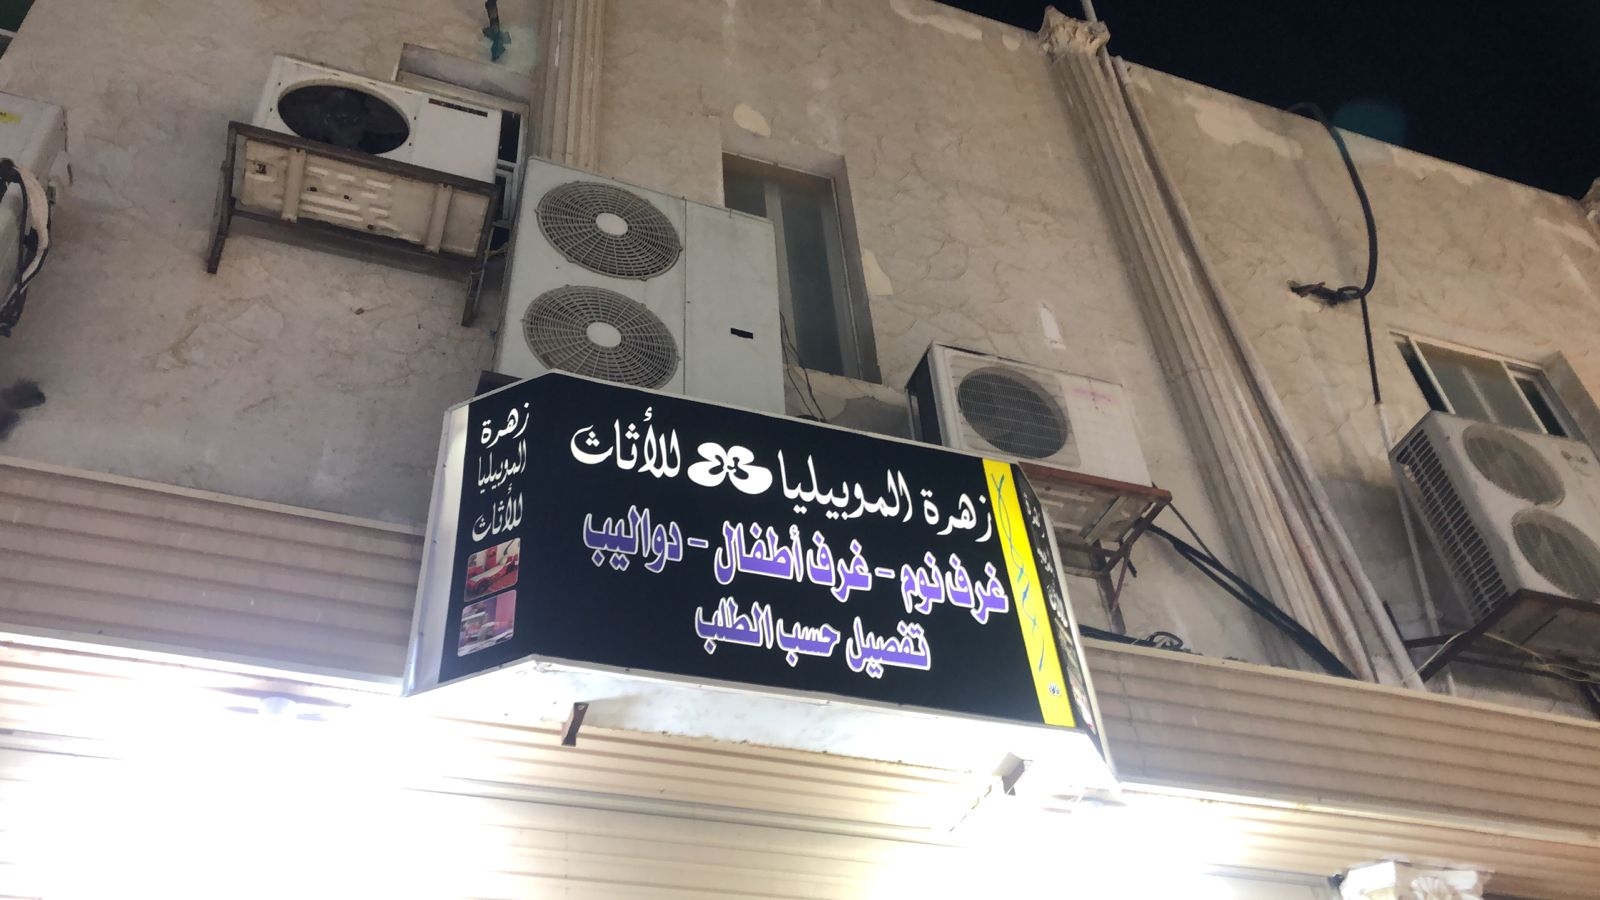 زهرة الموبيليا للأثاث
غرف نوم - غرف أطفال - دواليب
تفصيل حسب الطلب
زهرة
الموبيليا
للأثاث